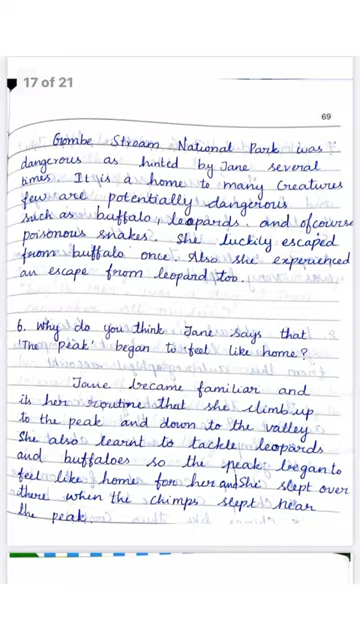 17 of 21
69
Gombe Stream National Park was
dangerous as hinted by Jane several
times. It is a home to many creatures
few are potentially dangerous
such as buffalo, leopards, and ofcourse
poisonous snakes. She luckily escaped
from buffalo once. Also she experienced
an escape from leopard too.
6. Why do you think Jane says that
'The peak' began to 'feel like home?
Jane became familiar and
its her routine that she climb up
to the peak and down to the valley
She also learnt to tackle leopards
and buffaloes so the peak began to
feel like home for her and She slept over
there when the chimps slept near
the peak.